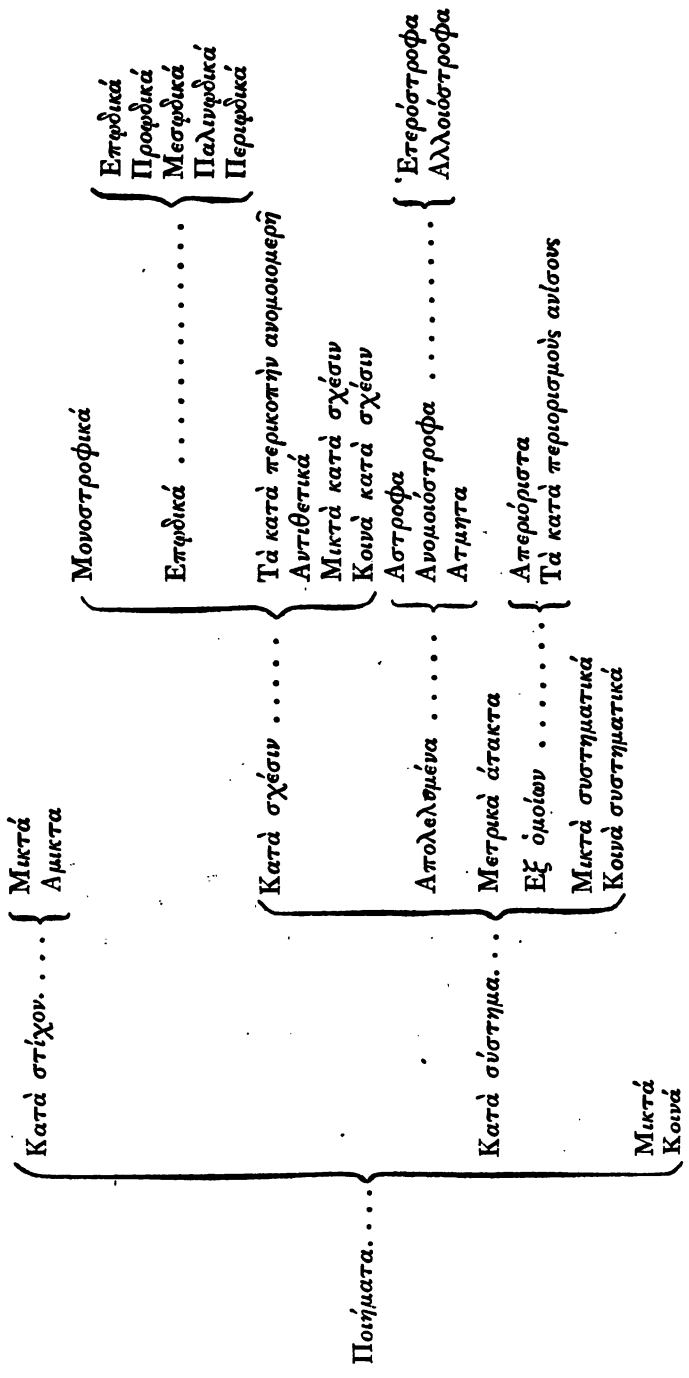 Ποιήματα....
Κατὰ στίχον....
Μικτά
Αμικτα
Κατὰ σύστημα...
Κατὰ σχέσιν .....
Μονοστροφικά
Επῳδικά .............
Επῳδικά
Προῳδικά
Μεσῳδικά
Παλινῳδικά
Περιῳδικά
Τὰ κατὰ περικοπὴν ανομοιομερῆ
Αντιθετικά
Μικτὰ κατὰ σχέσιν
Κοινὰ κατὰ σχέσιν
Απολελυμένα .....
Αστροφα
Ανομοιόστροφα ..........
Ἑτερόστροφα
Αλλοιόστροφα
Ατμητα
Μετρικὰ άτακτα
Εξ ὁμοίων .......
Απεριόριστα
Τὰ κατὰ περιορισμοὺς ανίσους
Μικτὰ συστηματικά
Κοινὰ συστηματικά
Μικτά
Κοινά